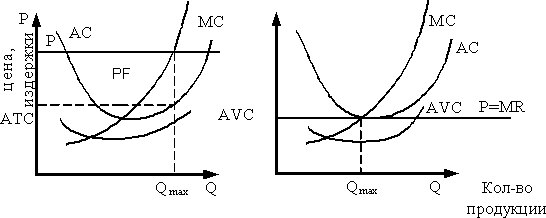 P
цена,
издержки
P
AC
MC
PF
ATC
AVC
Q max Q
MC
AC
AVC
P=MR
Q max
Q
Кол-во
продукции